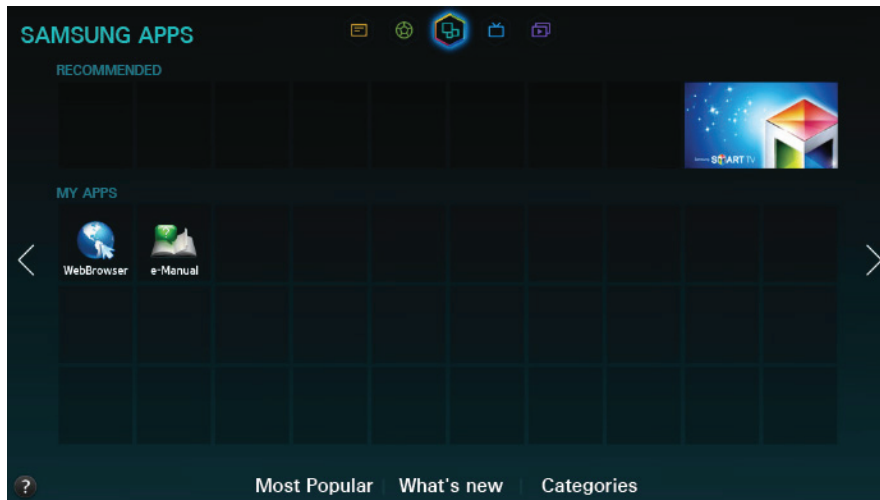 SAMSUNG APPS
RECOMMENDED
SMART TV
MY APPS
WebBrowser e-Manual
?
Most Popular What's new Categories